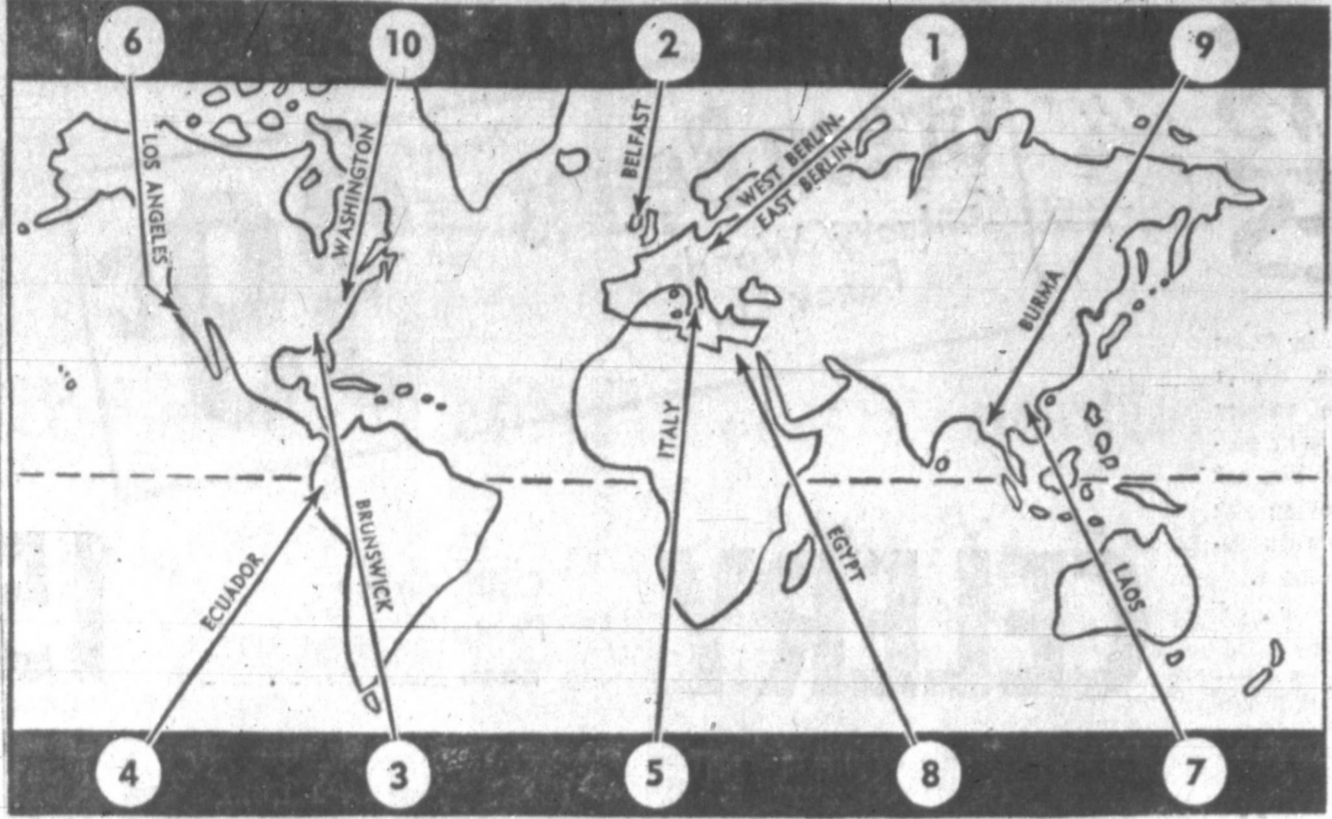 6
10
2
1
9
LOS ANGELES
WASHINGTON
BELFAST
WEST BERLIN-
EAST BERLIN
BURMA
ITALY
ECUADOR
BRUNSWICK
EGYPT
LAOS
4
3
5
8
7